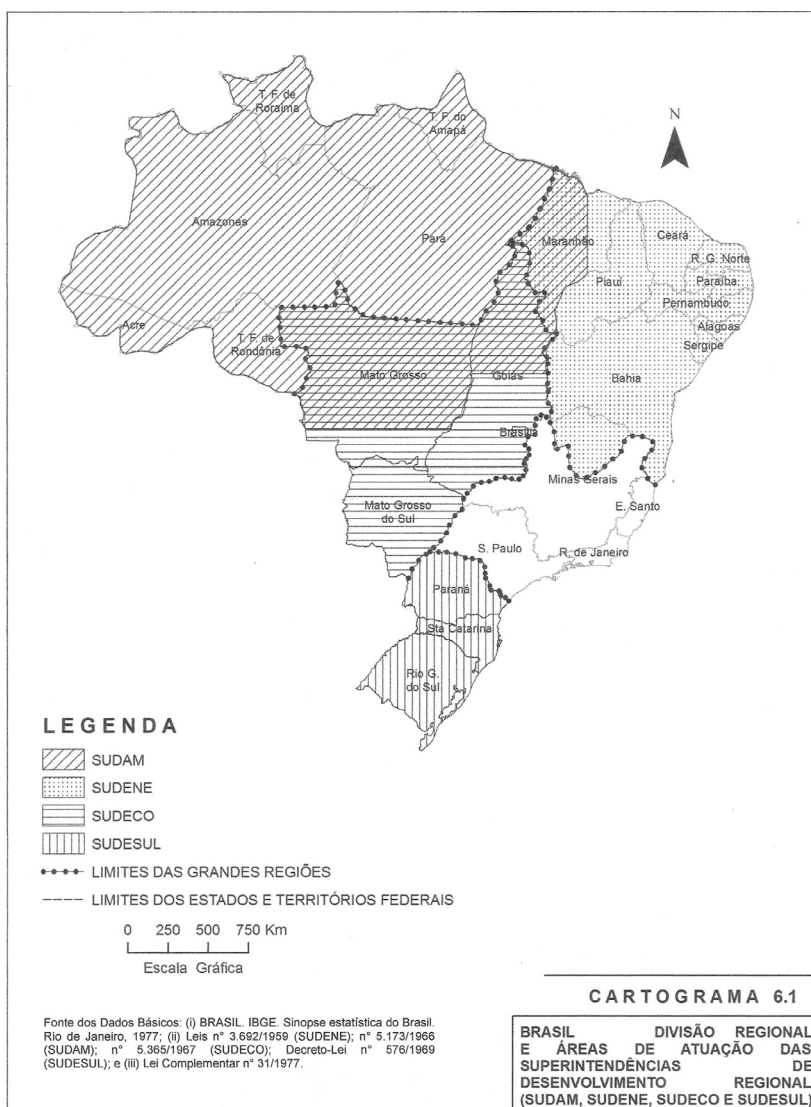 T. F. de
Roraima
T. F. do
Amapá
N
Amazonas
Pará
Maranhão
Ceará
R. G. Norte
Paraíba
Piauí
Pernambuco
Alagoas
Sergipe
Acre
T. F. de
Rondônia
Mato Grosso
Goiás
Bahia
Brasília
Minas Gerais
E. Santo
Mato Grosso
do Sul
S. Paulo
R. de Janeiro
Paraná
Sta Catarina
Rio G.
do Sul
LEGENDA
SUDAM
SUDENE
SUDECO
SUDESUL
LIMITES DAS GRANDES REGIÕES
LIMITES DOS ESTADOS E TERRITÓRIOS FEDERAIS
0 250 500 750 Km
Escala Gráfica
CARTOGRAMA 6.1
Fonte dos Dados Básicos: (i) BRASIL. IBGE. Sinopse estatística do Brasil.
Rio de Janeiro, 1977; (ii) Leis n° 3.692/1959 (SUDENE); n° 5.173/1966
(SUDAM); n° 5.365/1967 (SUDECO); Decreto-Lei n° 576/1969
(SUDESUL); e (iii) Lei Complementar n° 31/1977.
BRASIL DIVISÃO REGIONAL
E ÁREAS DE ATUAÇÃO DAS
SUPERINTENDÊNCIAS DE
DESENVOLVIMENTO REGIONAL
(SUDAM, SUDENE, SUDECO E SUDESUL)